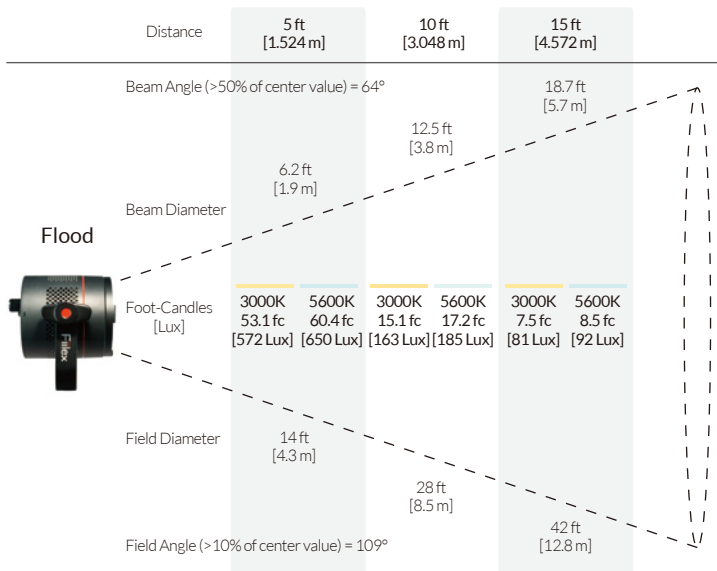 Distance
5 ft
[1.524 m]
10 ft
[3.048 m]
15 ft
[4.572 m]
Beam Angle (>50% of center value) = 64°
18.7 ft
[5.7 m]
12.5 ft
[3.8 m]
6.2 ft
[1.9 m]
Beam Diameter
Flood
Fiilex
Foot-Candles
[Lux]
3000K
53.1 fc
[572 Lux]
5600K
60.4 fc
[650 Lux]
3000K
15.1 fc
[163 Lux]
5600K
17.2 fc
[185 Lux]
3000K
7.5 fc
[81 Lux]
5600K
8.5 fc
[92 Lux]
Field Diameter
14 ft
[4.3 m]
28 ft
[8.5 m]
42 ft
[12.8 m]
Field Angle (>10% of center value) = 109°